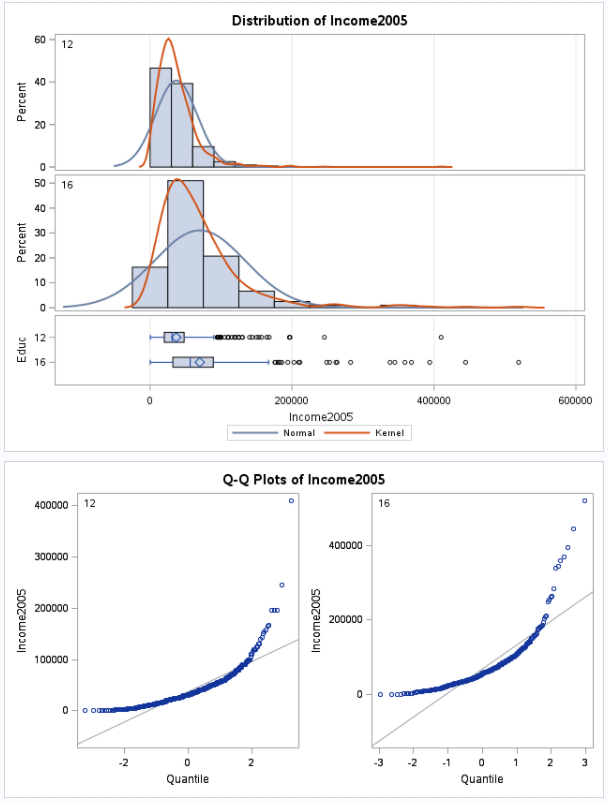 Distribution of Income2005
12
60
40
20
0
Percent
16
50
40
30
20
10
0
Percent
12
16
Educ
0 200000 400000 600000
Income2005
Normal Kernel
Q-Q Plots of Income2005
12
400000
300000
200000
100000
0
Income2005
-2 0 2
Quantile
16
400000
200000
0
Income2005
-3 -2 -1 0 1 2 3
Quantile